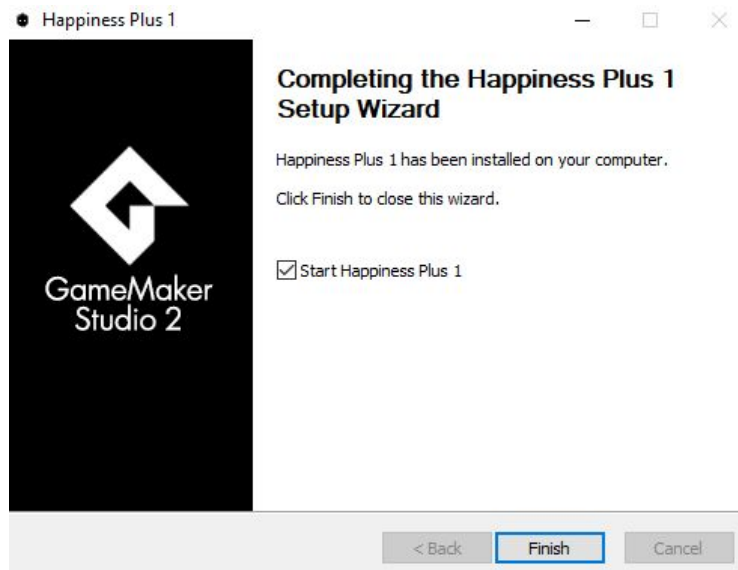 Happiness Plus 1
Completing the Happiness Plus 1
Setup Wizard
Happiness Plus 1 has been installed on your computer.
Click Finish to close this wizard.
Start Happiness Plus 1
GameMaker
Studio 2
< Back
Finish
Cancel